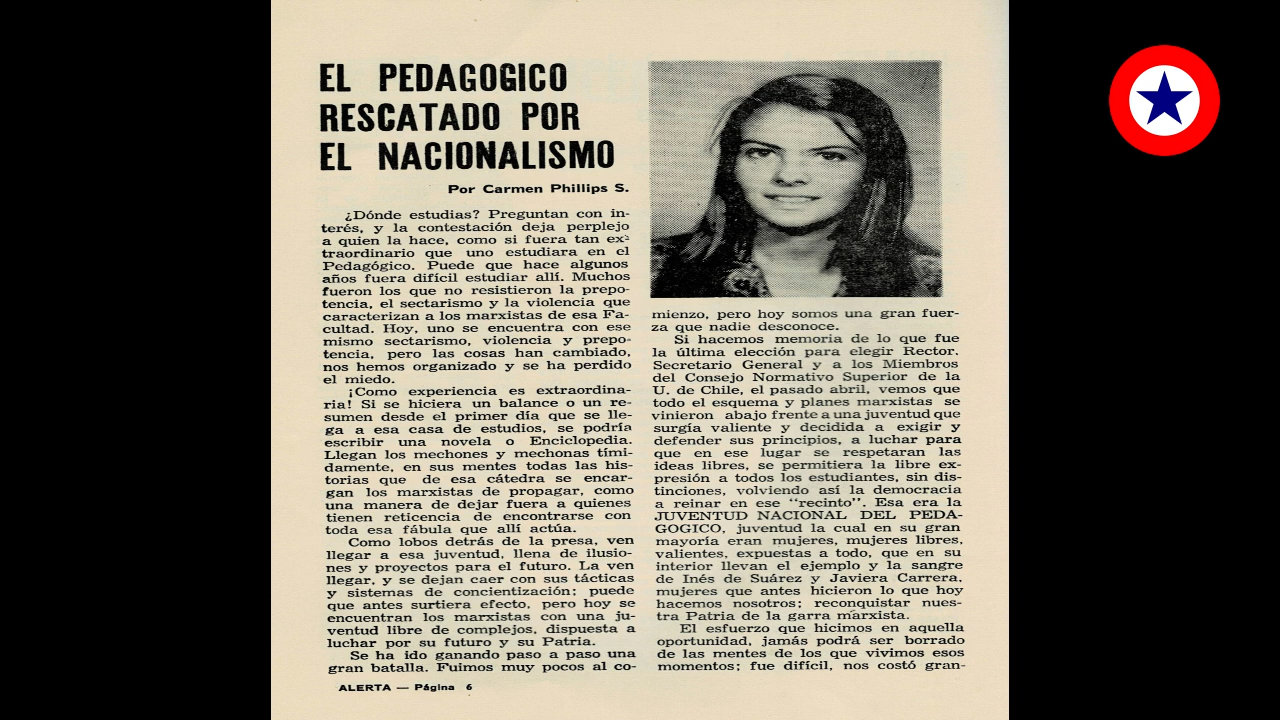 EL PEDAGOGICO
RESCATADO POR
EL NACIONALISMO
Por Carmen Phillips S.
¿Dónde estudias? Preguntan con in-
terés, y la contestación deja perplejo
a quien la hace, como si fuera tan ex-
traordinario que uno estudiara en el
Pedagógico. Puede que hace algunos
años fuera difícil estudiar allí. Muchos
fueron los que no resistieron la prepo-
tencia, el sectarismo y la violencia que
caracterizan a los marxistas de esa Fa-
cultad. Hoy, uno se encuentra con ese
mismo sectarismo, violencia y prepo-
tencia, pero las cosas han cambiado,
nos hemos organizado y se ha perdido
el miedo.
¡Como experiencia es extraordina-
ria! Si se hiciera un balance o un re-
sumen desde el primer día que se lle-
ga a esa casa de estudios, se podría
escribir una novela o Enciclopedia.
Llegan los mechones y mechonas tími-
damente, en sus mentes todas las his-
torias que de esa cátedra se encar-
gan los marxistas de propagar, como
una manera de dejar fuera a quienes
tienen reticencia de encontrarse con
toda esa fábula que allí actúa.
Como lobos detrás de la presa, ven
llegar a esa juventud, llena de ilusio-
nes y proyectos para el futuro. La ven
llegar, y se dejan caer con sus tácticas
y sistemas de concientización; puede
que antes surtiera efecto, pero hoy se
encuentran los marxistas con una ju-
ventud libre de complejos, dispuesta a
luchar por su futuro y su Patria.
Se ha ido ganando paso a paso una
gran batalla. Fuimos muy pocos al co-
mienzo, pero hoy somos una gran fuer-
za que nadie desconoce.
Si hacemos memoria de lo que fue
la última elección para elegir Rector.
Secretario General y a los Miembros
del Consejo Normativo Superior de la
U. de Chile, el pasado abril, vemos que
todo el esquema y planes marxistas se
vinieron abajo frente a una juventud que
surgía valiente y decidida a exigir y
defender sus principios, a luchar para
que en ese lugar se respetaran las
ideas libres, se permitiera la libre ex-
presión a todos los estudiantes, sin dis-
tinciones, volviendo así la democracia
a reinar en ese “recinto”. Esa era la
JUVENTUD NACIONAL DEL PEDA-
GOGICO, juventud la cual en su gran
mayoría eran mujeres, mujeres libres,
valientes, expuestas a todo, que en su
interior llevan el ejemplo y la sangre
de Inés de Suárez y Javiera Carrera,
mujeres que antes hicieron lo que hoy
hacemos nosotros; reconquistar nues-
tra Patria de la garra marxista.
El esfuerzo que hicimos en aquella
oportunidad, jamás podrá ser borrado
de las mentes de los que vivimos esos
momentos; fue difícil, nos costó gran-
ALERTA — Página 6